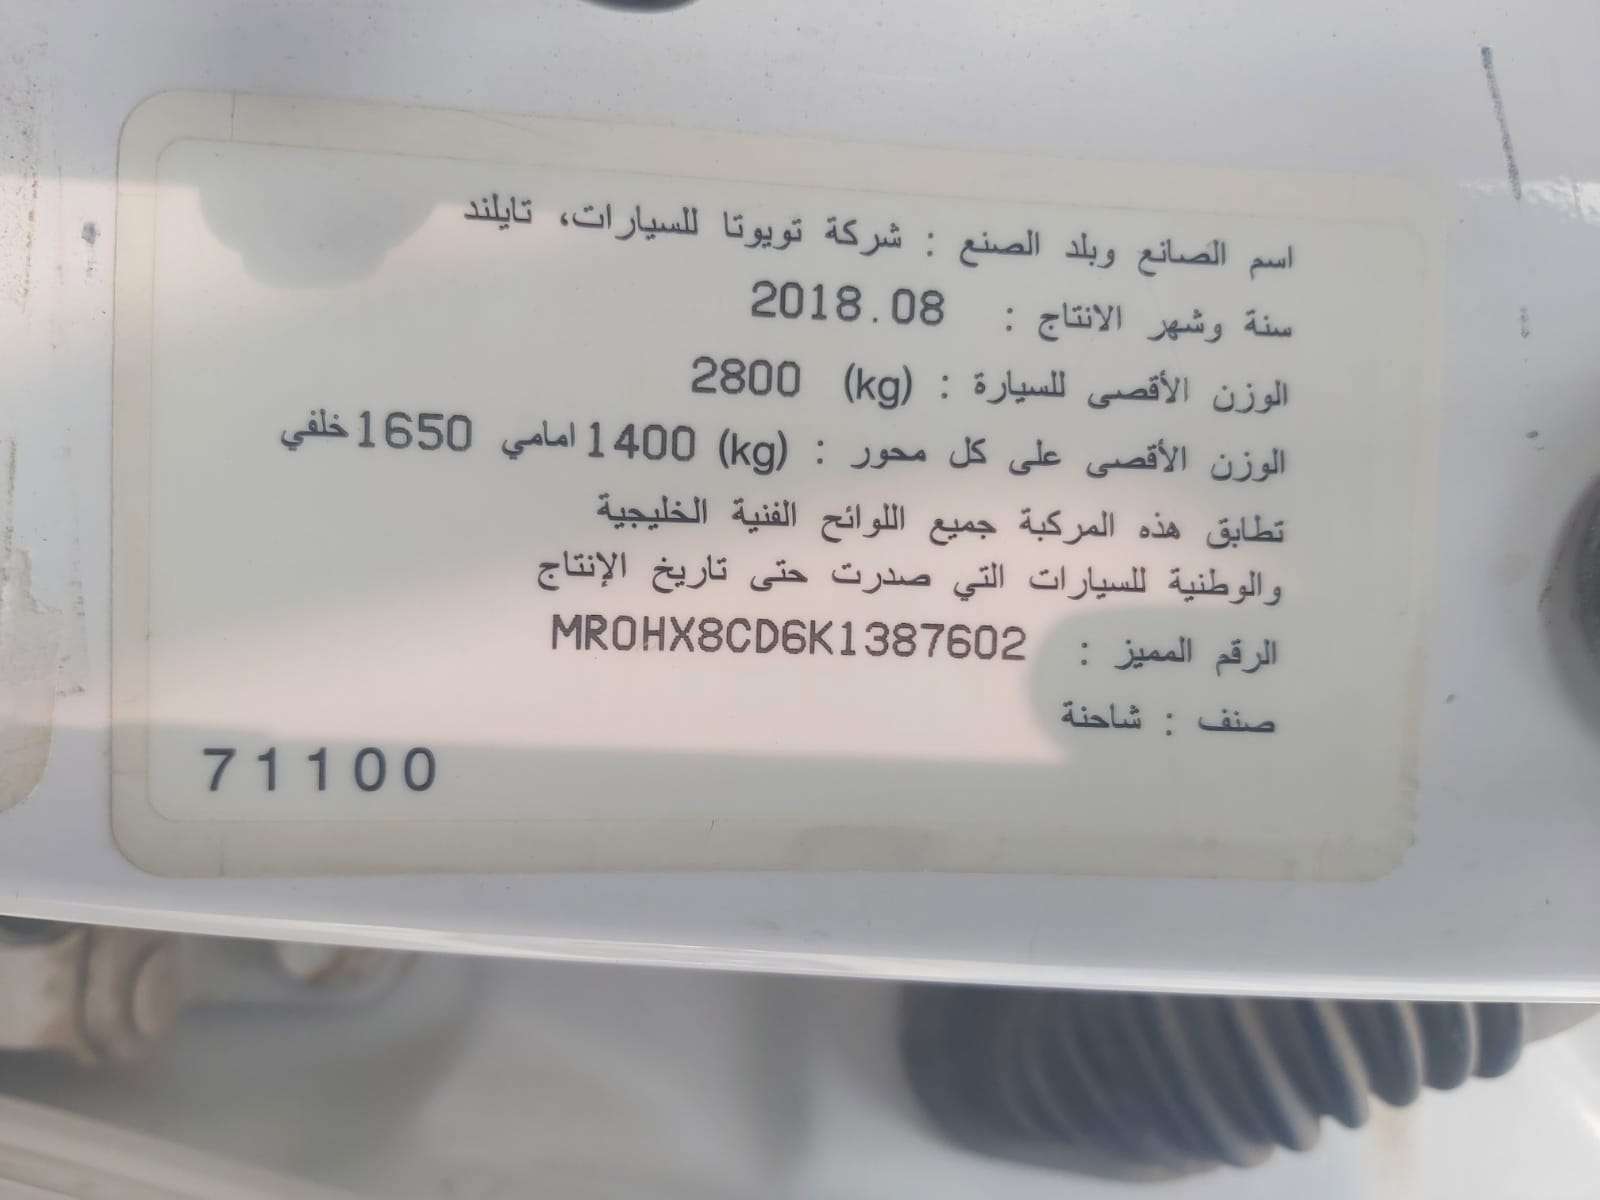 اسم الصانع وبلد الصنع : شركة تويوتا للسيارات، تايلند
سنة وشهر الانتاج : 2018.08
الوزن الأقصى للسيارة : (kg) 2800
الوزن الأقصى على كل محور : (kg) 1400 امامي 1650 خلفي
تطابق هذه المركبة جميع اللوائح الفنية الخليجية
والوطنية للسيارات التي صدرت حتى تاريخ الإنتاج
الرقم المميز : MR0HX8CD6K1387602
صنف : شاحنة
71100